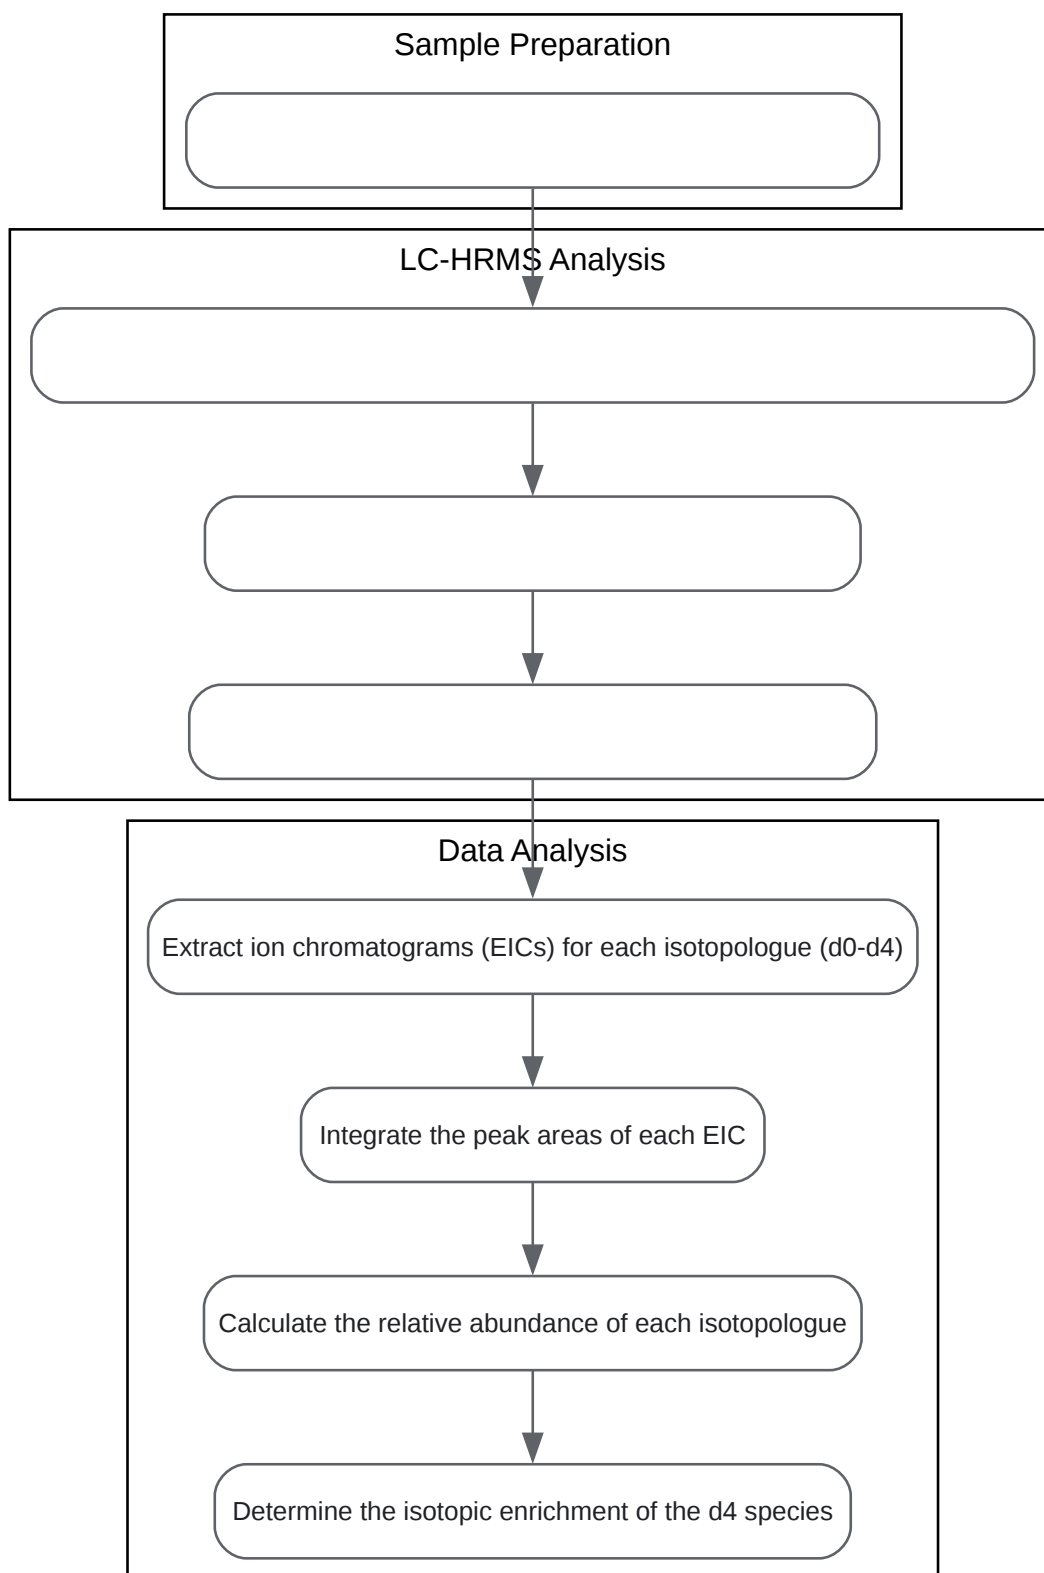 Sample Preparation
LC-HRMS Analysis
Data Analysis
Extract ion chromatograms (EICs) for each isotopologue (d0-d4)
Integrate the peak areas of each EIC
Calculate the relative abundance of each isotopologue
Determine the isotopic enrichment of the d4 species